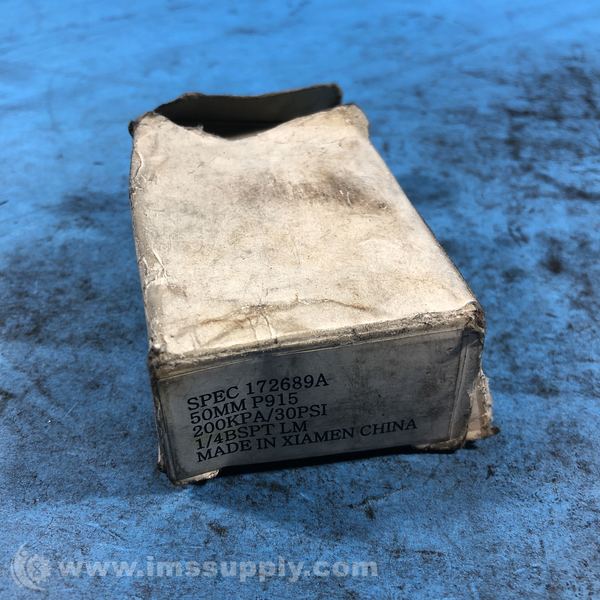 SPEC 172689A
50MM P915
200KPA/30PSI
1/4BSPT LM
MADE IN XIAMEN CHINA
www.imssupply.com